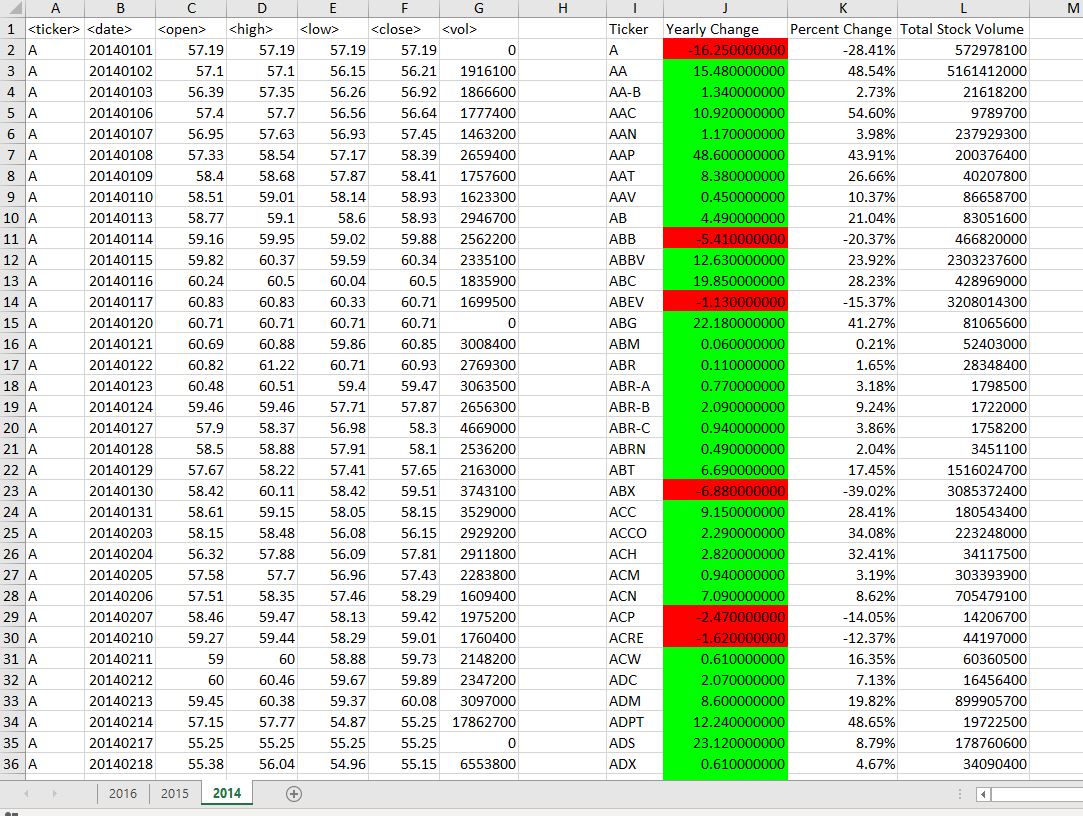 A B C D E F G H I J K L M
1 <ticker> <date> <open> <high> <low> <close> <vol> Ticker Yearly Change Percent Change Total Stock Volume
2 A 20140101 57.19 57.19 57.19 57.19 0 A -16.250000000 -28.41% 572978100
3 A 20140102 57.1 57.1 56.15 56.21 1916100 AA 15.480000000 48.54% 5161412000
4 A 20140103 56.39 57.35 56.26 56.92 1866600 AA-B 1.340000000 2.73% 21618200
5 A 20140106 57.4 57.7 56.56 56.64 1777400 AAC 10.920000000 54.60% 9789700
6 A 20140107 56.95 57.63 56.93 57.45 1463200 AAN 1.170000000 3.98% 237929300
7 A 20140108 57.33 58.54 57.17 58.39 2659400 AAP 48.600000000 43.91% 200376400
8 A 20140109 58.4 58.68 57.87 58.41 1757600 AAT 8.380000000 26.66% 40207800
9 A 20140110 58.51 59.01 58.14 58.93 1623300 AAV 0.450000000 10.37% 86658700
10 A 20140113 58.77 59.1 58.6 58.93 2946700 AB 4.490000000 21.04% 83051600
11 A 20140114 59.16 59.95 59.02 59.88 2562200 ABB -5.410000000 -20.37% 466820000
12 A 20140115 59.82 60.37 59.59 60.34 2335100 ABBV 12.630000000 23.92% 2303237600
13 A 20140116 60.24 60.5 60.04 60.5 1835900 ABC 19.850000000 28.23% 428969000
14 A 20140117 60.83 60.83 60.33 60.71 1699500 ABEV -1.130000000 -15.37% 3208014300
15 A 20140120 60.71 60.71 60.71 60.71 0 ABG 22.180000000 41.27% 81065600
16 A 20140121 60.69 60.88 59.86 60.85 3008400 ABM 0.060000000 0.21% 52403000
17 A 20140122 60.82 61.22 60.71 60.93 2769300 ABR 0.110000000 1.65% 28348400
18 A 20140123 60.48 60.51 59.4 59.47 3063500 ABR-A 0.770000000 3.18% 1798500
19 A 20140124 59.46 59.46 57.71 57.87 2656300 ABR-B 2.090000000 9.24% 1722000
20 A 20140127 57.9 58.37 56.98 58.3 4669000 ABR-C 0.940000000 3.86% 1758200
21 A 20140128 58.5 58.88 57.91 58.1 2536200 ABRN 0.490000000 2.04% 3451100
22 A 20140129 57.67 58.22 57.41 57.65 2163000 ABT 6.690000000 17.45% 1516024700
23 A 20140130 58.42 60.11 58.42 59.51 3743100 ABX -6.880000000 -39.02% 3085372400
24 A 20140131 58.61 59.15 58.05 58.15 3529000 ACC 9.150000000 28.41% 180543400
25 A 20140203 58.15 58.48 56.08 56.15 2929200 ACCO 2.290000000 34.08% 223248000
26 A 20140204 56.32 57.88 56.09 57.81 2911800 ACH 2.820000000 32.41% 34117500
27 A 20140205 57.58 57.7 56.96 57.43 2283800 ACM 0.940000000 3.19% 303393900
28 A 20140206 57.51 58.35 57.46 58.29 1609400 ACN 7.090000000 8.62% 705479100
29 A 20140207 58.46 59.47 58.13 59.42 1975200 ACP -2.470000000 -14.05% 14206700
30 A 20140210 59.27 59.44 58.29 59.01 1760400 ACRE -1.620000000 -12.37% 44197000
31 A 20140211 59 60 58.88 59.73 2148200 ACW 0.610000000 16.35% 60360500
32 A 20140212 60 60.46 59.67 59.89 2347200 ADC 2.070000000 7.13% 16456400
33 A 20140213 59.45 60.38 59.37 60.08 3097000 ADM 8.600000000 19.82% 899905700
34 A 20140214 57.15 57.77 54.87 55.25 17862700 ADPT 12.240000000 48.65% 19722500
35 A 20140217 55.25 55.25 55.25 55.25 0 ADS 23.120000000 8.79% 178760600
36 A 20140218 55.38 56.04 54.96 55.15 6553800 ADX 0.610000000 4.67% 34090400
2016 2015 2014